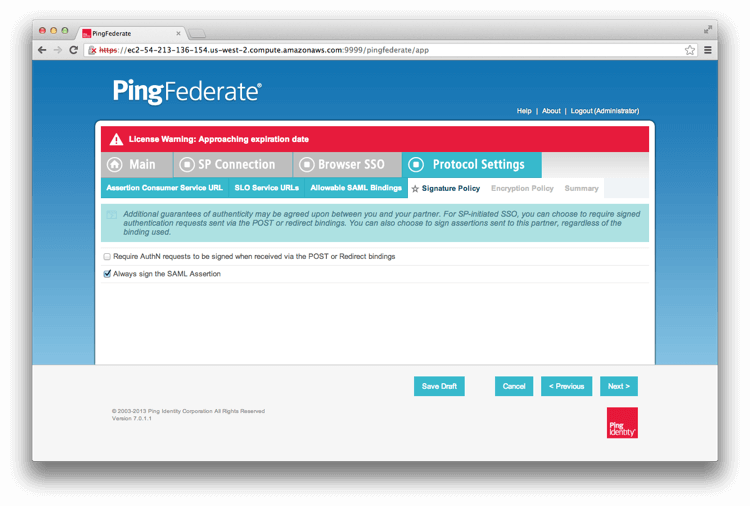 PingFederate
https://ec2-54-213-136-154.us-west-2.compute.amazonaws.com:9999/pingfederate/app
PingFederate®
Help | About | Logout (Administrator)
License Warning: Approaching expiration date
Main SP Connection Browser SSO Protocol Settings
Assertion Consumer Service URL SLO Service URLs Allowable SAML Bindings Signature Policy Encryption Policy Summary
Additional guarantees of authenticity may be agreed upon between you and your partner. For SP-initiated SSO, you can choose to require signed
authentication requests sent via the POST or redirect bindings. You can also choose to sign assertions sent to this partner, regardless of the
binding used.
Require AuthN requests to be signed when received via the POST or Redirect bindings
Always sign the SAML Assertion
Save Draft Cancel < Previous Next >
© 2003-2013 Ping Identity Corporation All Rights Reserved
Version 7.0.1.1
Ping
Identity®